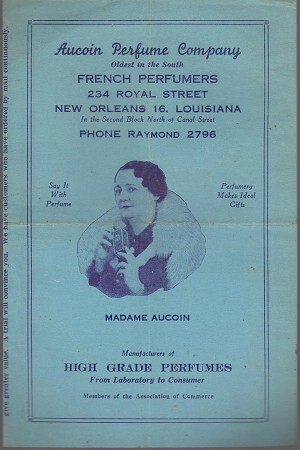 Aucoin Perfume Company
Oldest in the South
FRENCH PERFUMERS
234 ROYAL STREET
NEW ORLEANS 16, LOUISIANA
In the Second Block North of Canal Street
PHONE RAYMOND 2796
Say It
With
Perfume
Perfumery
Makes Ideal
Gifts
MADAME AUCOIN
Manufacturers of
HIGH GRADE PERFUMES
From Laboratory to Consumer
Members of the Association of Commerce
give greater value. A trial will convince you. We have customers who have ordered by mail continuously.